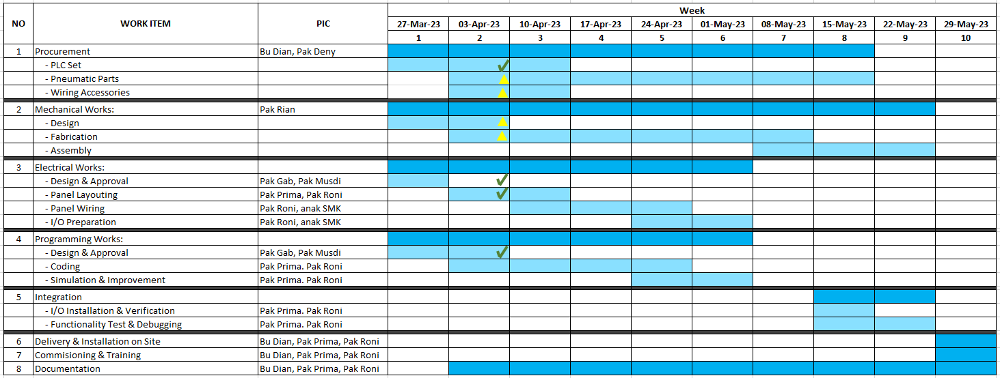 Week
NO WORK ITEM PIC 27-Mar-23 03-Apr-23 10-Apr-23 17-Apr-23 24-Apr-23 01-May-23 08-May-23 15-May-23 22-May-23 29-May-23
1 2 3 4 5 6 7 8 9 10
1 Procurement Bu Dian, Pak Deny
- PLC Set
- Pneumatic Parts
- Wiring Accessories
2 Mechanical Works: Pak Rian
- Design
- Fabrication
- Assembly
3 Electrical Works:
- Design & Approval Pak Gab, Pak Musdi
- Panel Layouting Pak Prima, Pak Roni
- Panel Wiring Pak Roni, anak SMK
- I/O Preparation Pak Roni, anak SMK
4 Programming Works:
- Design & Approval Pak Gab, Pak Musdi
- Coding Pak Prima. Pak Roni
- Simulation & Improvement Pak Prima. Pak Roni
5 Integration
- I/O Installation & Verification Pak Prima. Pak Roni
- Functionality Test & Debugging Pak Prima. Pak Roni
6 Delivery & Installation on Site Bu Dian, Pak Prima, Pak Roni
7 Commisioning & Training Bu Dian, Pak Prima, Pak Roni
8 Documentation Bu Dian, Pak Prima, Pak Roni